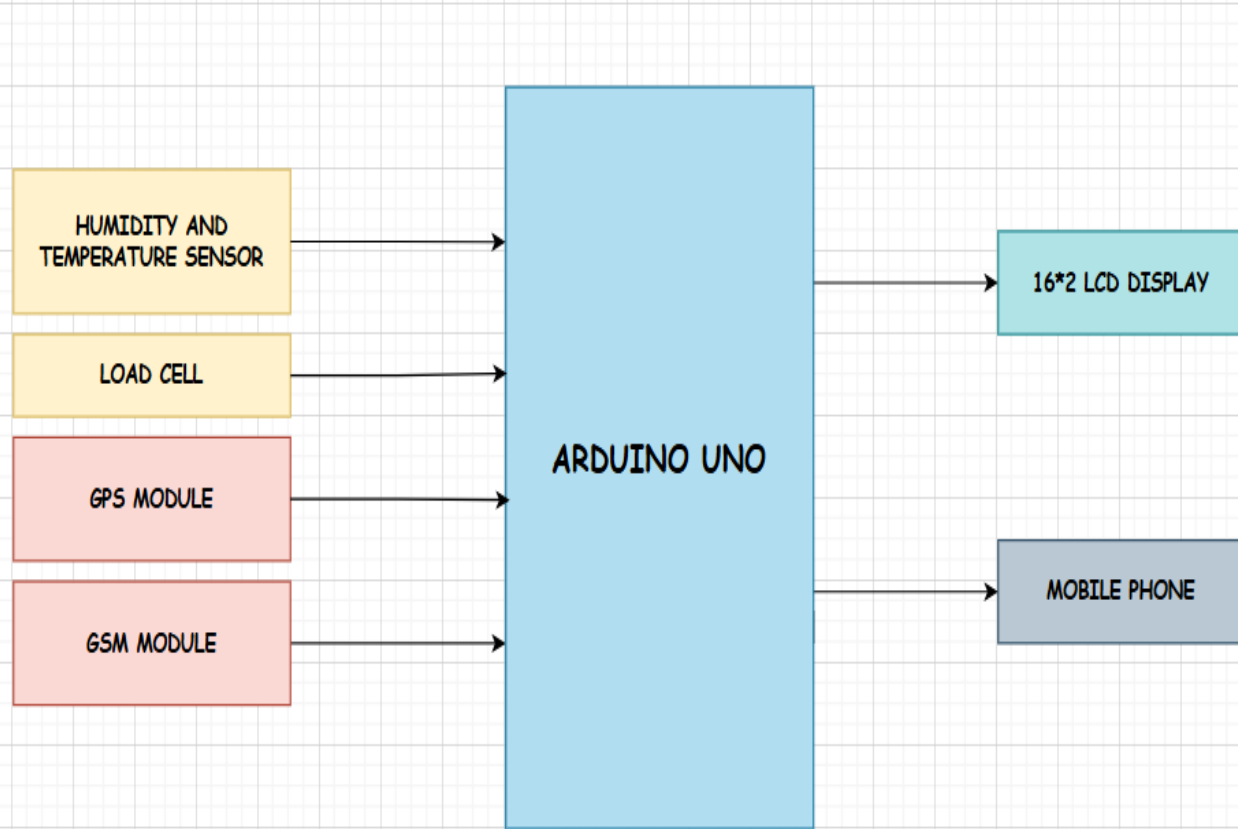 HUMIDITY AND
TEMPERATURE SENSOR
LOAD CELL
GPS MODULE
GSM MODULE
ARDUINO UNO
16*2 LCD DISPLAY
MOBILE PHONE